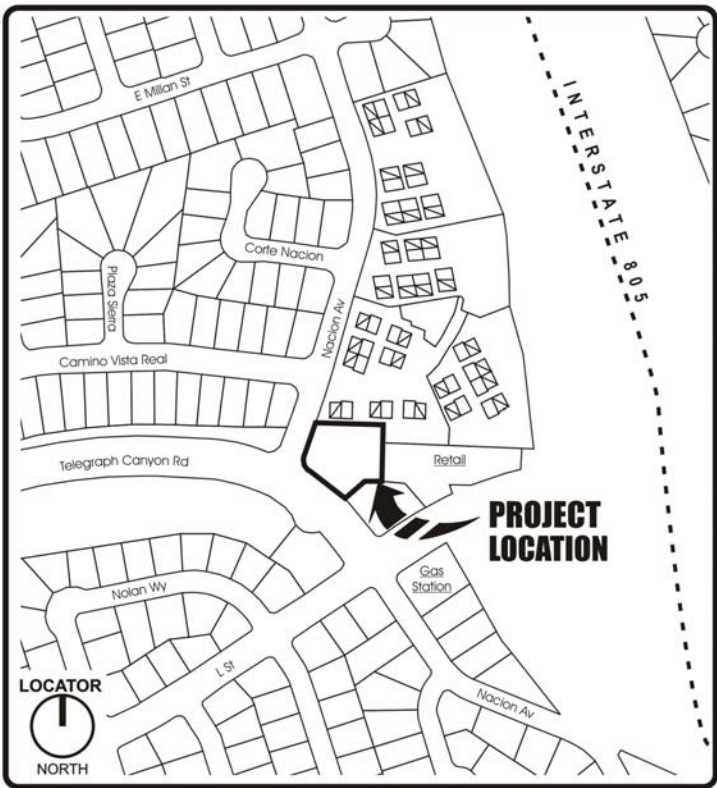 E Millan St
INTERSTATE 805
Corte Nacion
Plaza Sierra
Nacion Av
Camino Vista Real
Telegraph Canyon Rd
Retail
PROJECT
LOCATION
Gas
Station
Nolan Wy
L St
Nacion Av
LOCATOR
NORTH